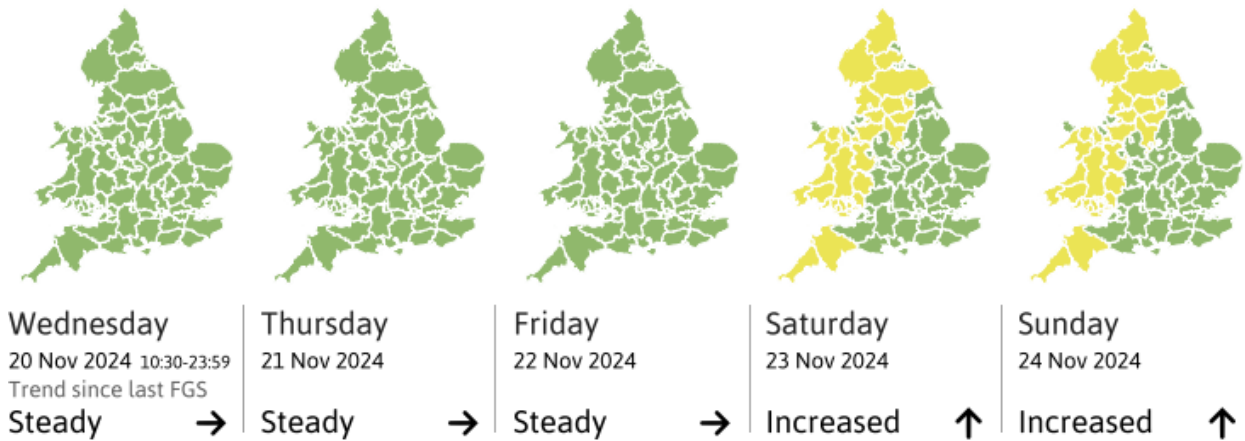 Wednesday
20 Nov 2024 10:30-23:59
Trend since last FGS
Steady
Thursday
21 Nov 2024
Steady
Friday
22 Nov 2024
Steady
Saturday
23 Nov 2024
Increased
Sunday
24 Nov 2024
Increased